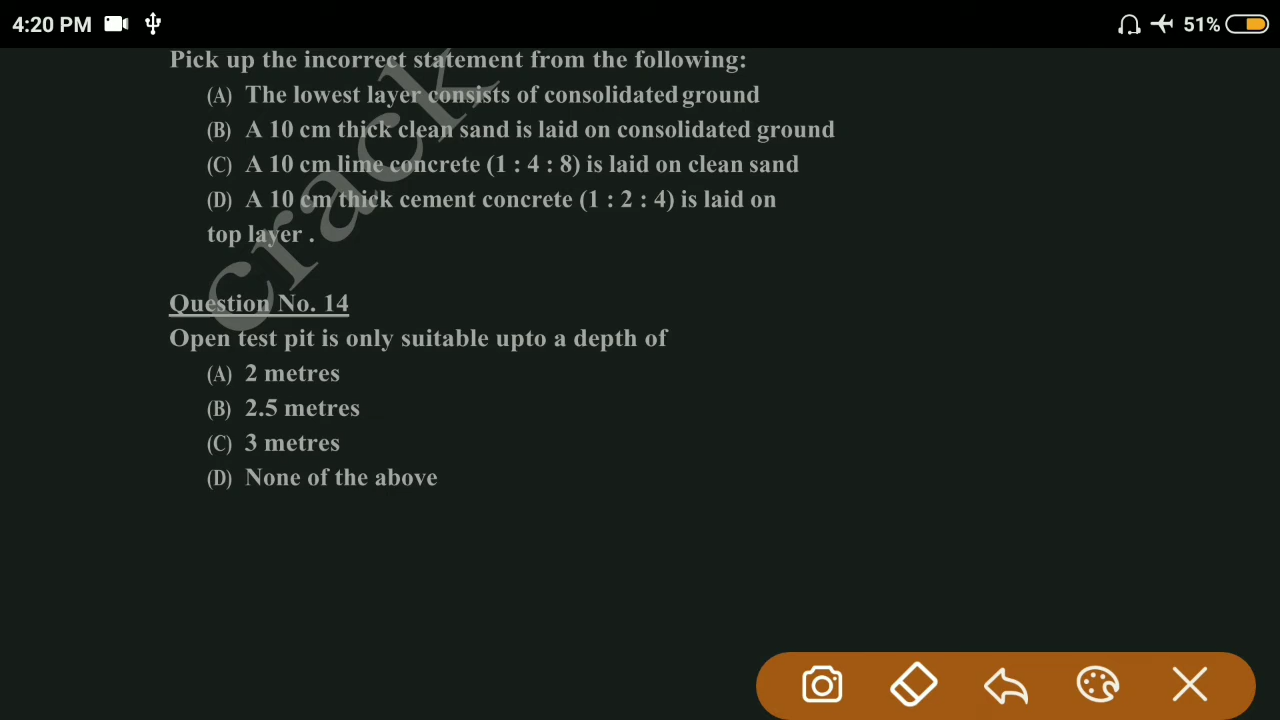 4:20 PM 51%
Pick up the incorrect statement from the following:
(A) The lowest layer consists of consolidated ground
(B) A 10 cm thick clean sand is laid on consolidated ground
(C) A 10 cm lime concrete (1 : 4 : 8) is laid on clean sand
(D) A 10 cm thick cement concrete (1 : 2 : 4) is laid on
top layer .
crack
Question No. 14
Open test pit is only suitable upto a depth of
(A) 2 metres
(B) 2.5 metres
(C) 3 metres
(D) None of the above